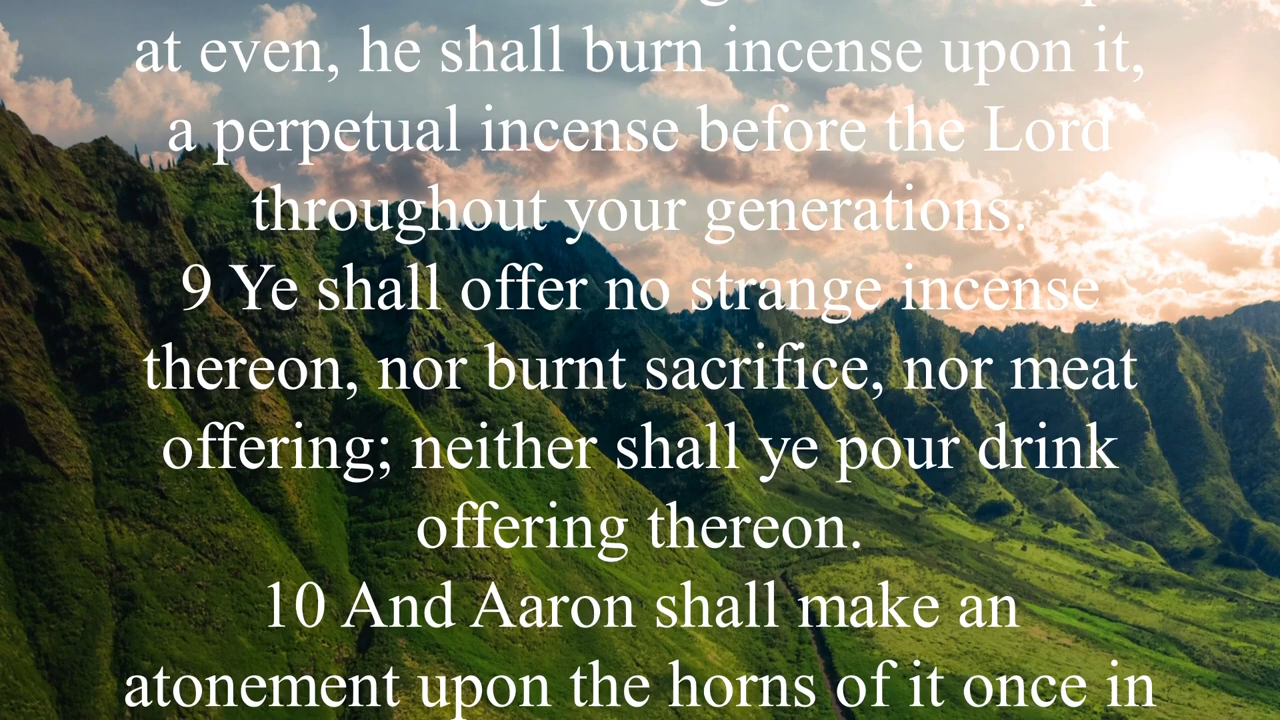 at even, he shall burn incense upon it,
a perpetual incense before the Lord
throughout your generations.
9 Ye shall offer no strange incense
thereon, nor burnt sacrifice, nor meat
offering; neither shall ye pour drink
offering thereon.
10 And Aaron shall make an
atonement upon the horns of it once in